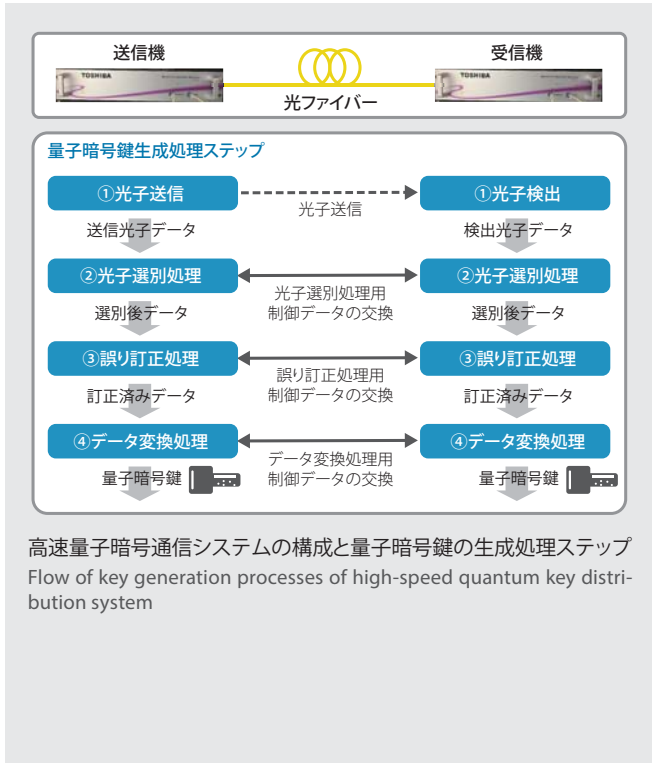 送信機
受信機
TOSHIBA
TOSHIBA
光ファイバー
量子暗号鍵生成処理ステップ
①光子送信
①光子検出
光子送信
送信光子データ
検出光子データ
②光子選別処理
②光子選別処理
光子選別処理用
制御データの交換
選別後データ
選別後データ
③誤り訂正処理
③誤り訂正処理
誤り訂正処理用
制御データの交換
訂正済みデータ
訂正済みデータ
④データ変換処理
④データ変換処理
データ変換処理用
制御データの交換
量子暗号鍵
量子暗号鍵
高速量子暗号通信システムの構成と量子暗号鍵の生成処理ステップ
Flow of key generation processes of high-speed quantum key distri-
bution system